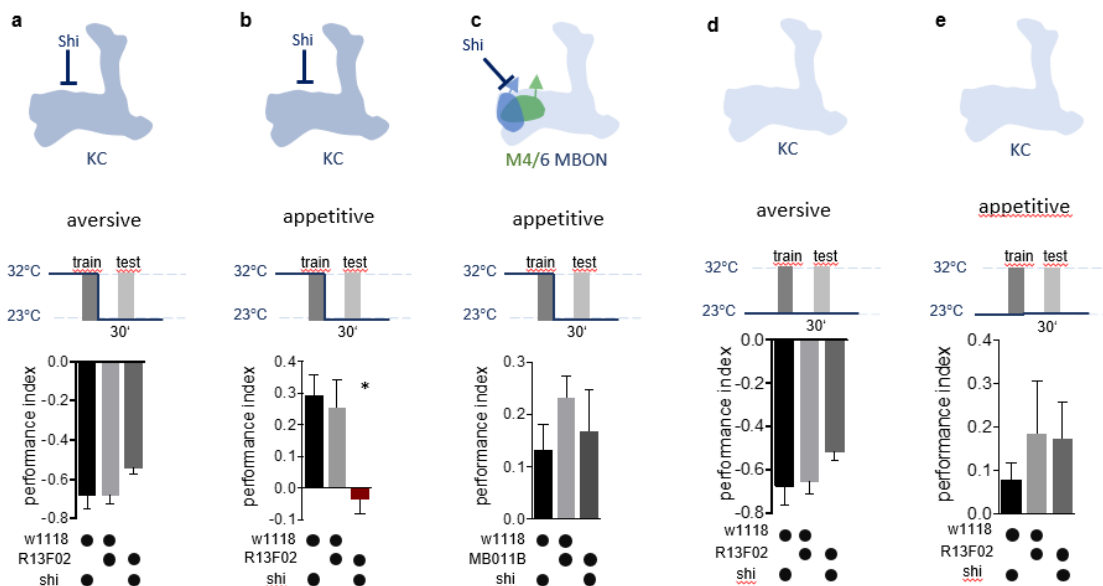 a
Shi
KC
aversive
train test
32°C
23°C
30'
performance index
0.0
-0.2
-0.4
-0.6
-0.8
w1118
R13F02
shi
b
Shi
KC
appetitive
train test
32°C
23°C
30'
performance index
0.4
0.3
0.2
0.1
0.0
-0.1
*
w1118
R13F02
shi
c
Shi
M4/6 MBON
appetitive
train test
32°C
23°C
30'
performance index
0.3
0.2
0.1
0.0
w1118
MB011B
shi
d
KC
aversive
train test
32°C
23°C
30'
performance index
0.0
-0.2
-0.4
-0.6
-0.8
w1118
R13F02
shi
e
KC
appetitive
train test
32°C
23°C
30'
performance index
0.4
0.3
0.2
0.1
0.0
w1118
R13F02
shi